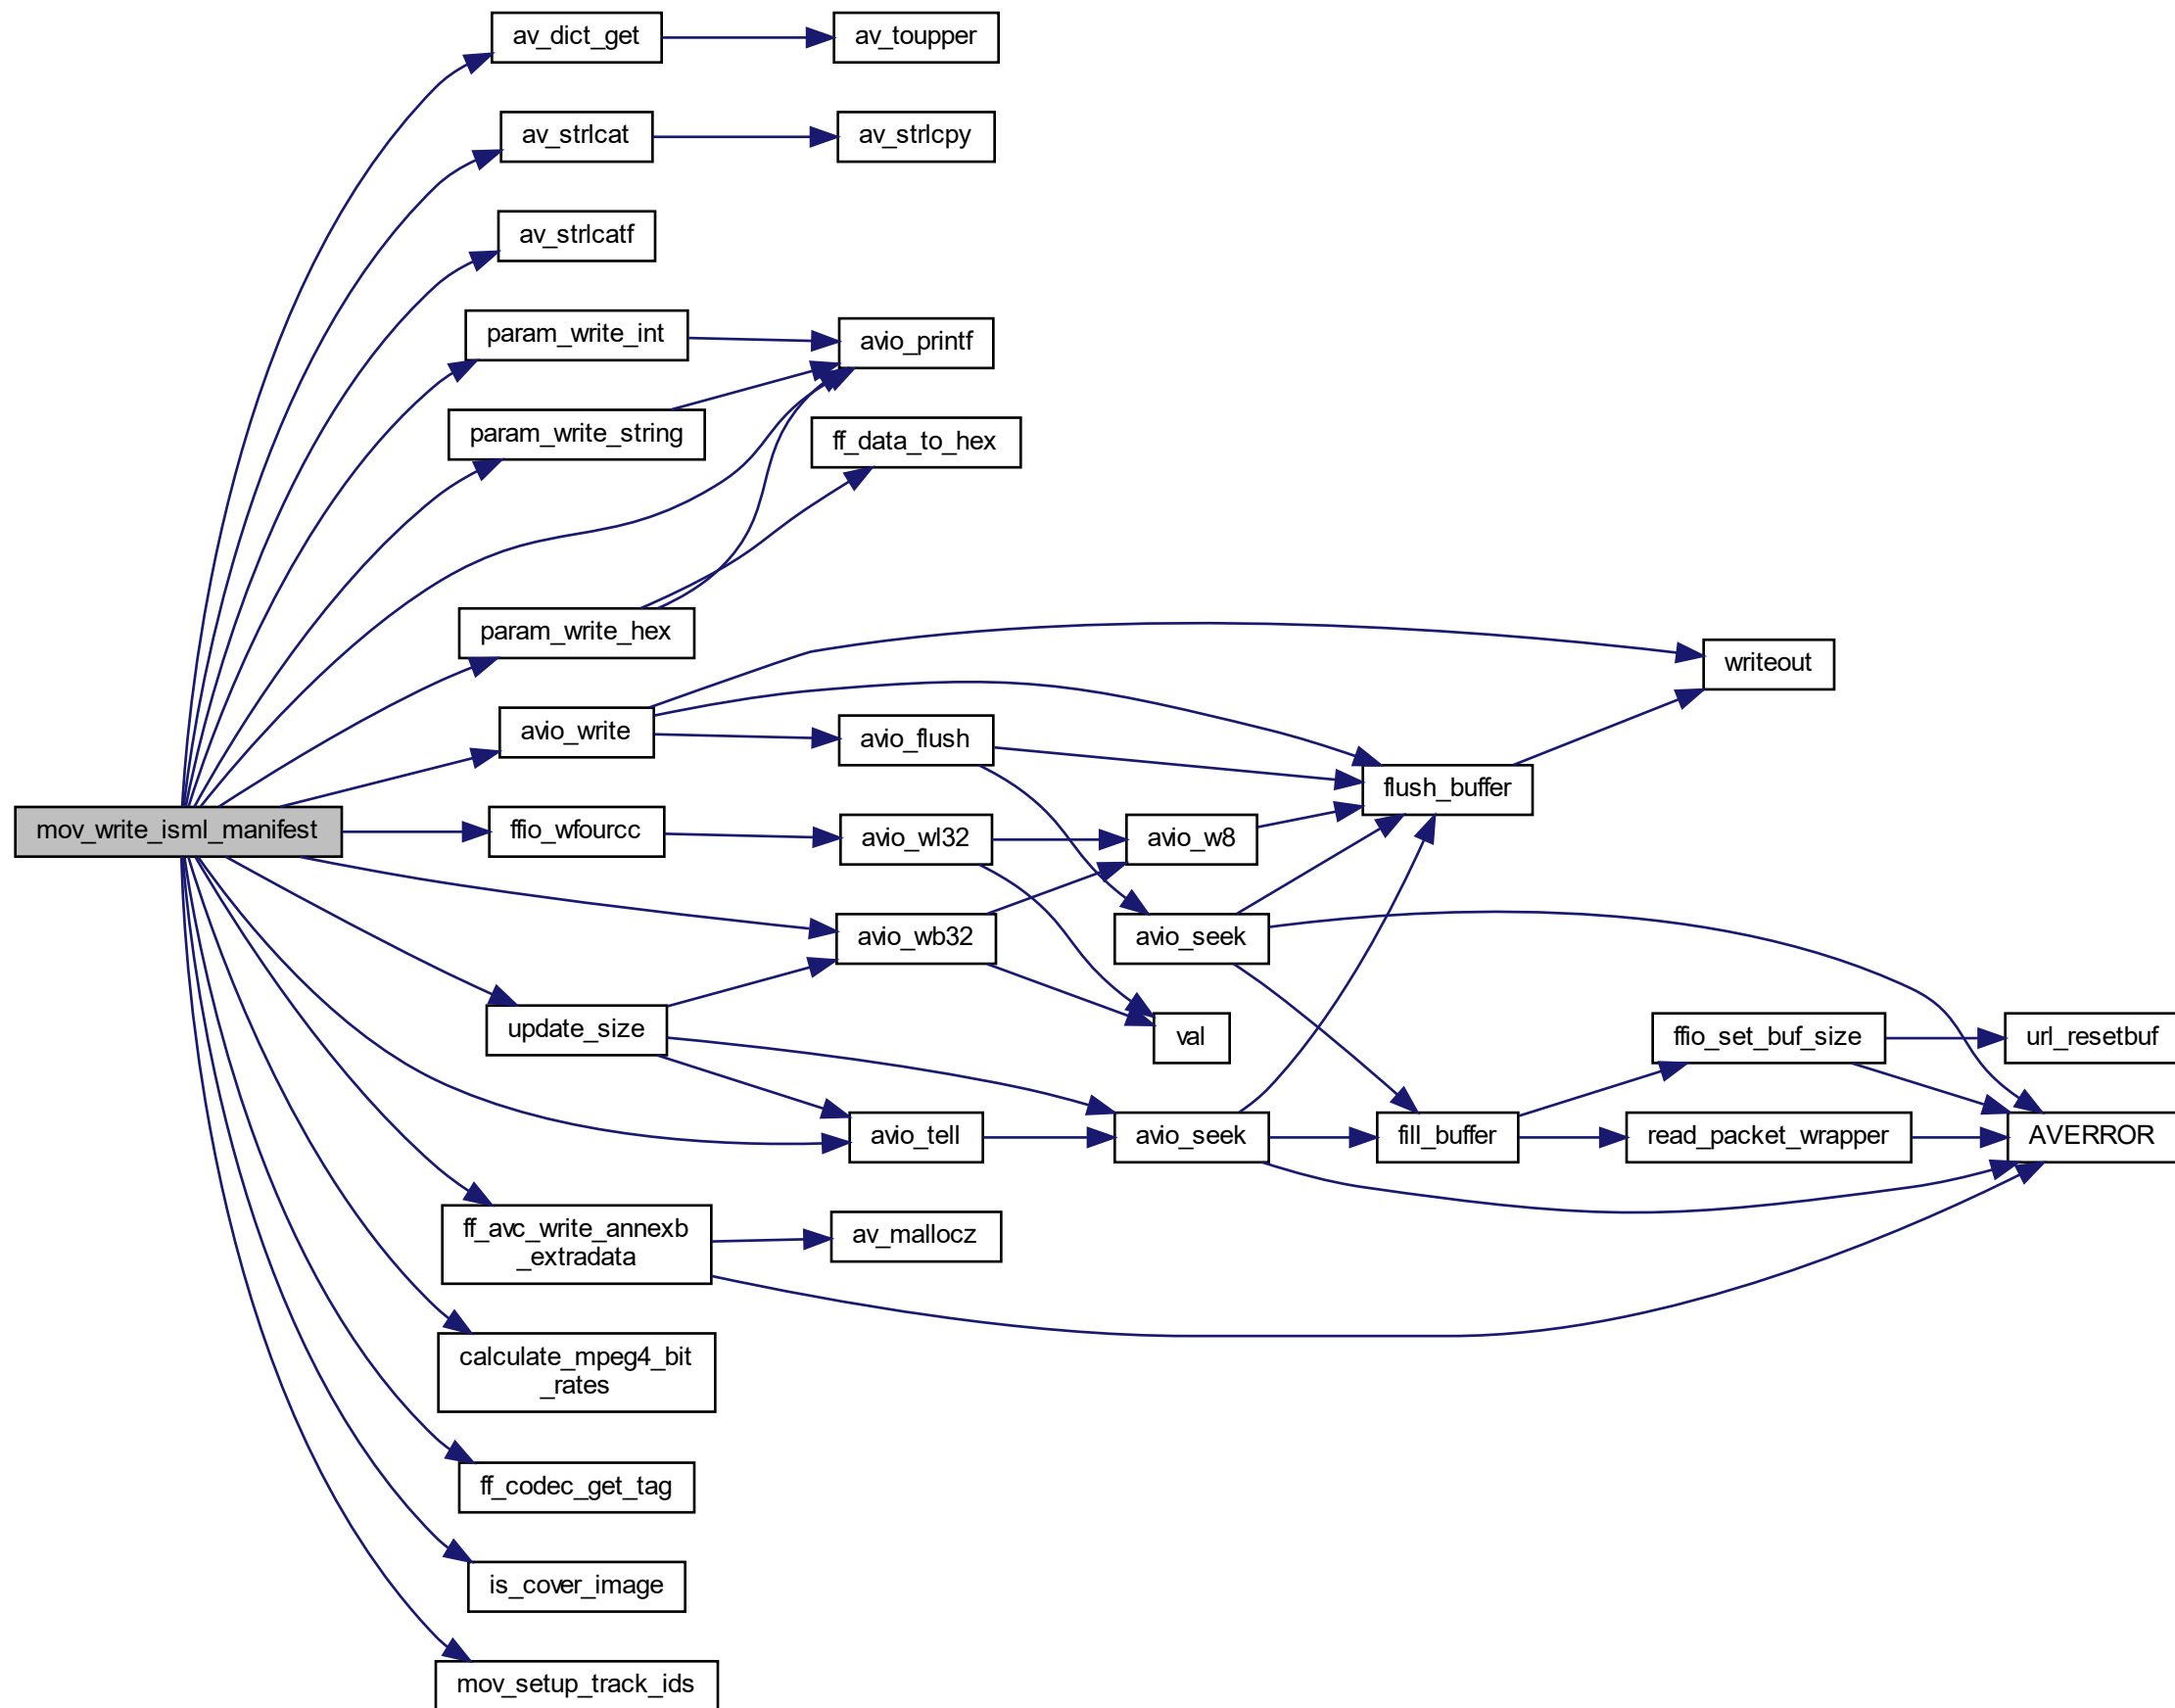 av_dict_get
av_toupper
av_strlcat
av_strlcpy
av_strlcatf
param_write_int
avio_printf
param_write_string
ff_data_to_hex
param_write_hex
writeout
avio_write
avio_flush
flush_buffer
mov_write_isml_manifest
ffio_wfourcc
avio_wl32
avio_w8
avio_wb32
avio_seek
update_size
val
ffio_set_buf_size
url_resetbuf
avio_tell
avio_seek
fill_buffer
read_packet_wrapper
AVERROR
ff_avc_write_annexb
_extradata
av_mallocz
calculate_mpeg4_bit
_rates
ff_codec_get_tag
is_cover_image
mov_setup_track_ids